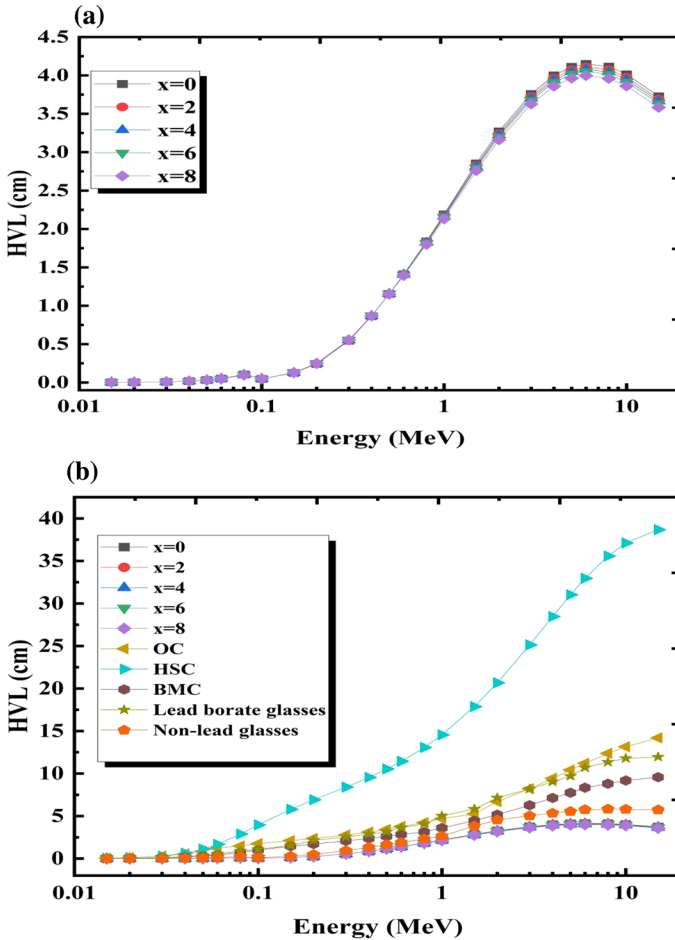 (a)
4.5
4.0
3.5
3.0
2.5
2.0
1.5
1.0
0.5
0.0
HVL (cm)
x=0
x=2
x=4
x=6
x=8
0.01
0.1
1
10
Energy (MeV)
(b)
40
35
30
25
20
15
10
5
0
HVL (cm)
x=0
x=2
x=4
x=6
x=8
OC
HSC
BMC
Lead borate glasses
Non-lead glasses
0.01
0.1
1
10
Energy (MeV)